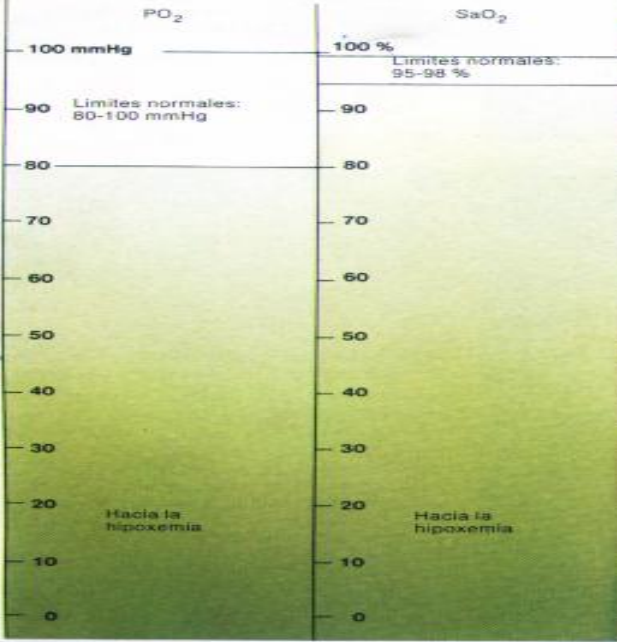 PO2
SaO2
100 mmHg
100 %
Limites normales:
95-98 %
90
Limites normales:
80-100 mmHg
90
80
80
70
70
60
60
50
50
40
40
30
30
20
20
Hacia la
hipoxemia
Hacia la
hipoxemia
10
10
0
0